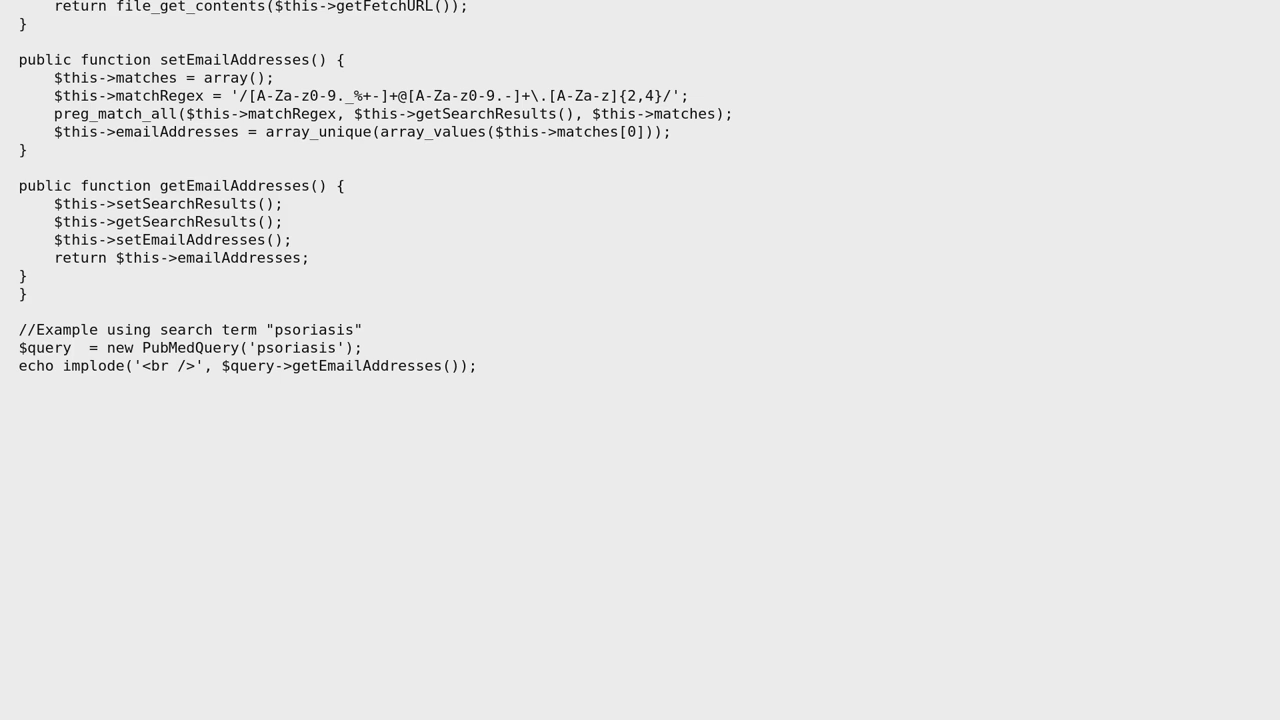 return file_get_contents($this->getFetchURL());
}

public function setEmailAddresses() {
    $this->matches = array();
    $this->matchRegex = '/[A-Za-z0-9._%+-]+@[A-Za-z0-9.-]+\.[A-Za-z]{2,4}/';
    preg_match_all($this->matchRegex, $this->getSearchResults(), $this->matches);
    $this->emailAddresses = array_unique(array_values($this->matches[0]));
}

public function getEmailAddresses() {
    $this->setSearchResults();
    $this->getSearchResults();
    $this->setEmailAddresses();
    return $this->emailAddresses;
}
}

//Example using search term "psoriasis"
$query  = new PubMedQuery('psoriasis');
echo implode('<br />', $query->getEmailAddresses());